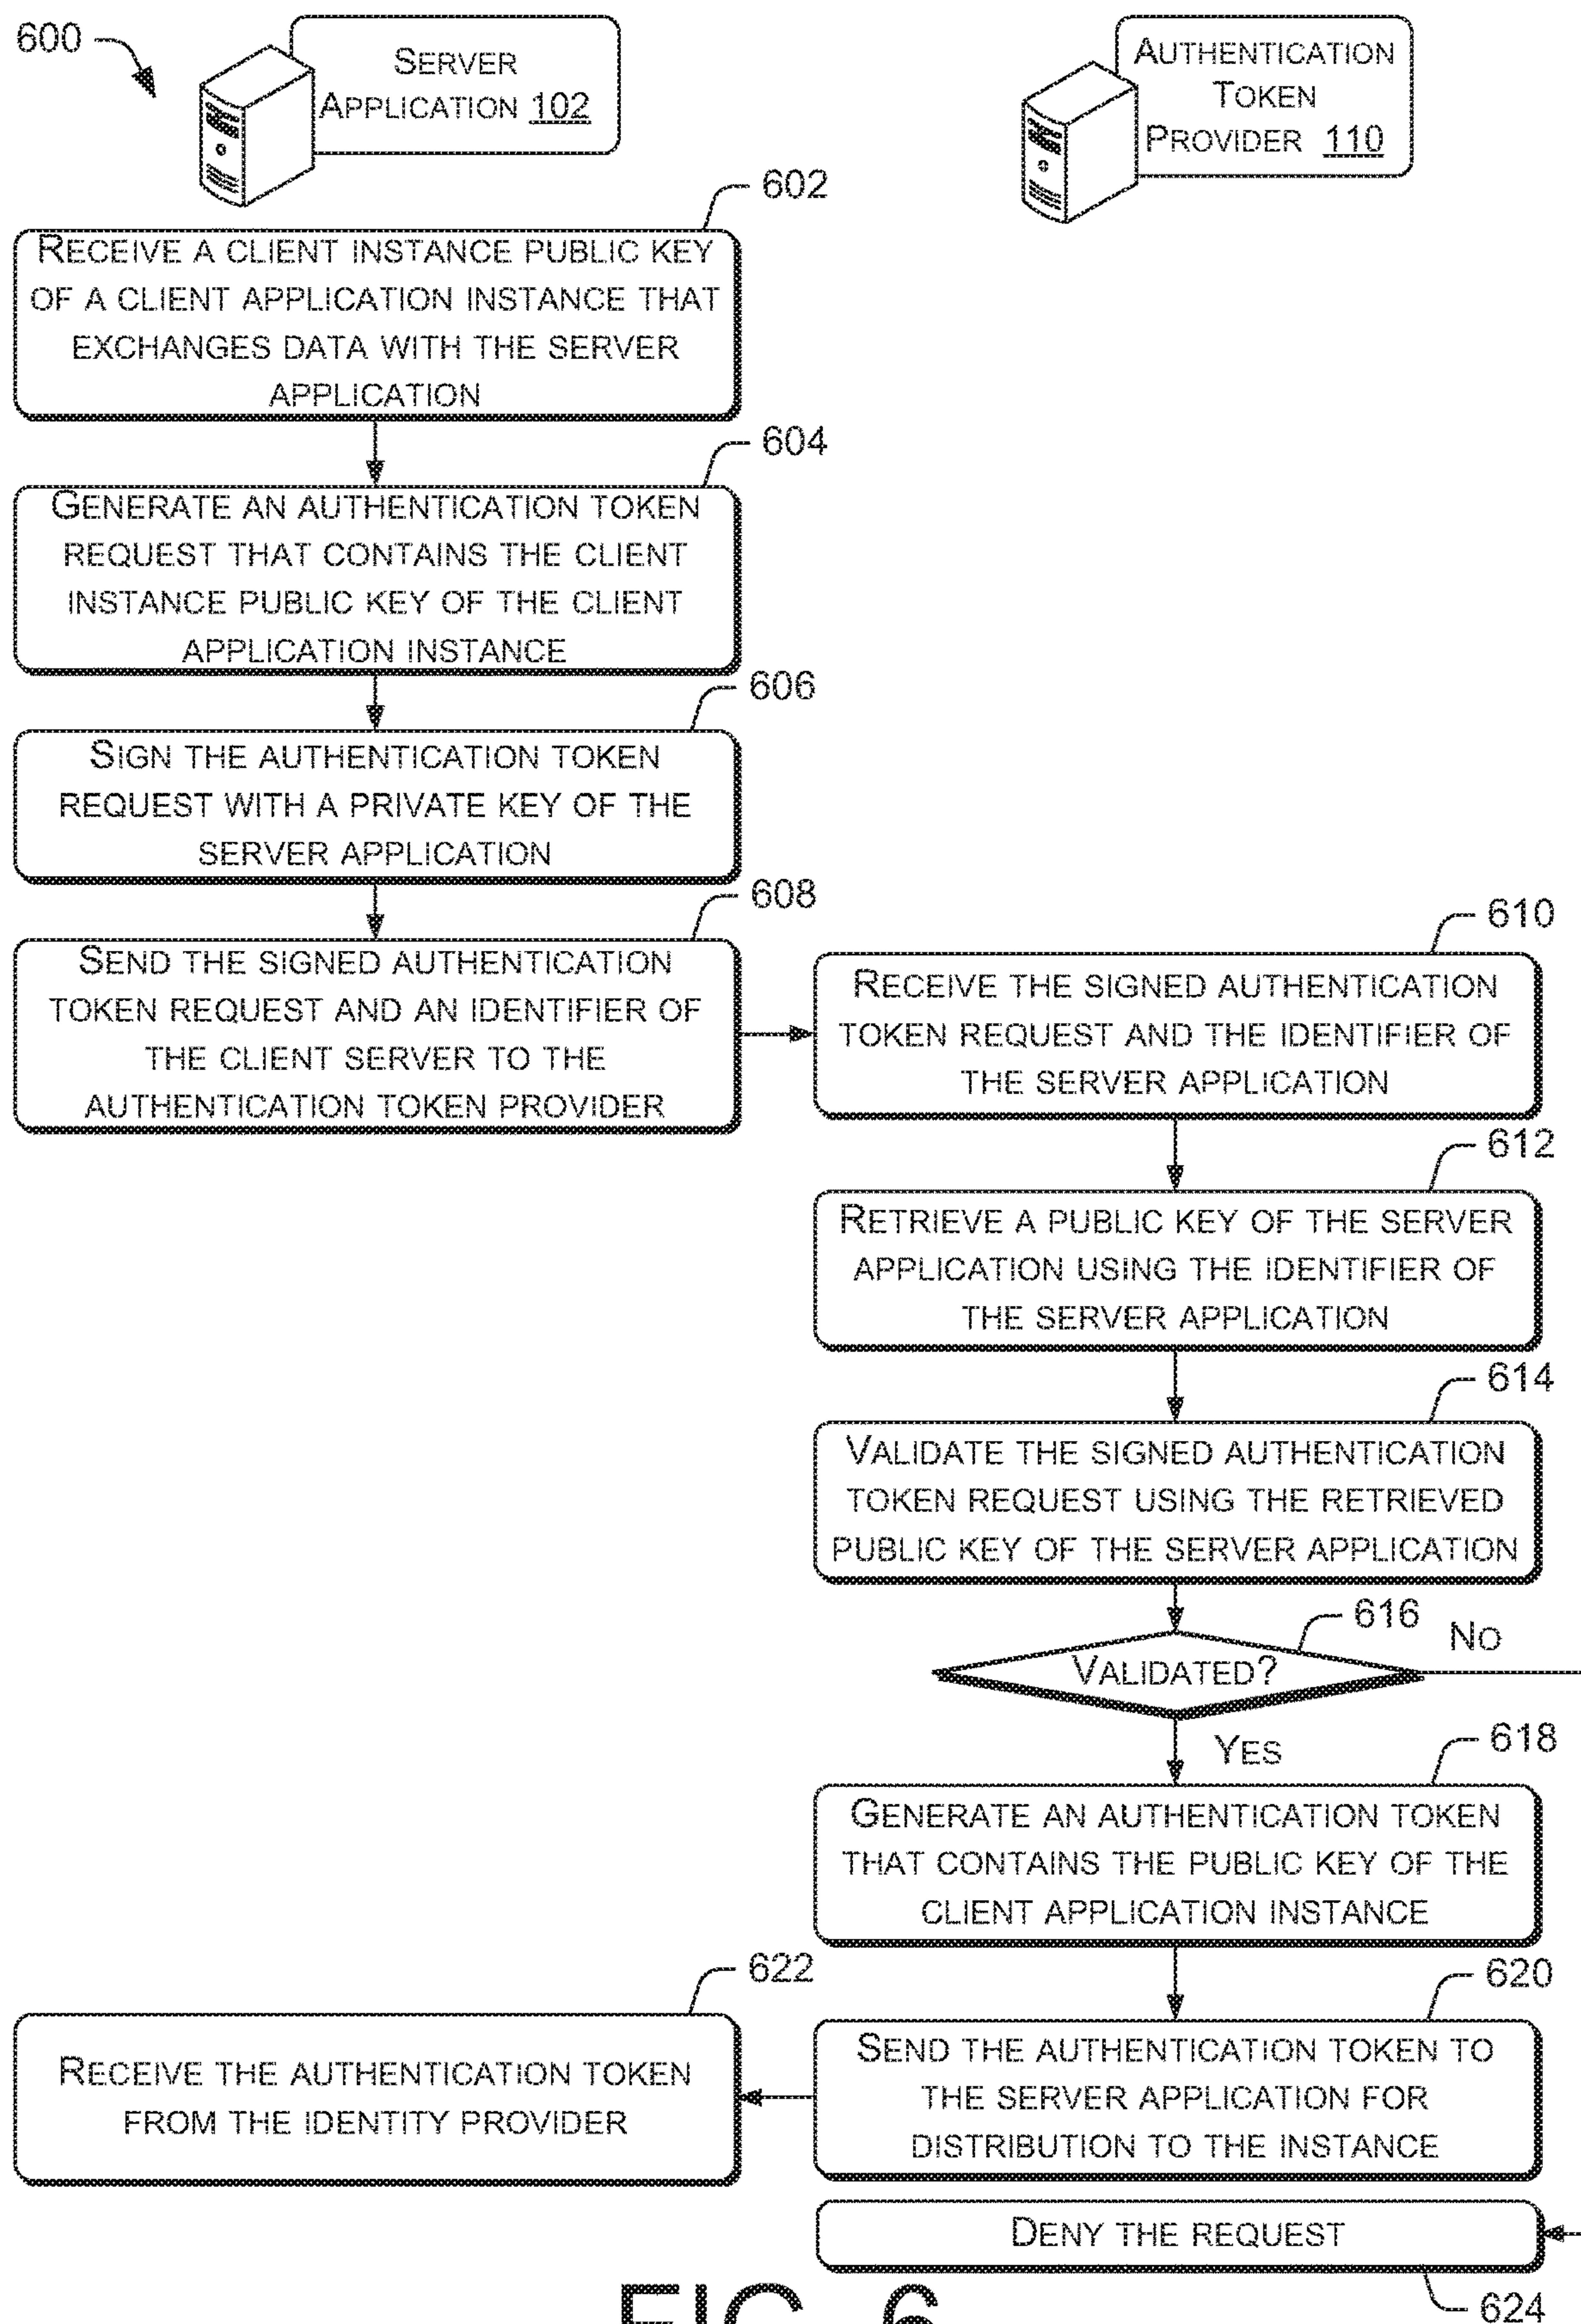 600
SERVER
APPLICATION 102
AUTHENTICATION
TOKEN
PROVIDER 110
602
RECEIVE A CLIENT INSTANCE PUBLIC KEY
OF A CLIENT APPLICATION INSTANCE THAT
EXCHANGES DATA WITH THE SERVER
APPLICATION
604
GENERATE AN AUTHENTICATION TOKEN
REQUEST THAT CONTAINS THE CLIENT
INSTANCE PUBLIC KEY OF THE CLIENT
APPLICATION INSTANCE
606
SIGN THE AUTHENTICATION TOKEN
REQUEST WITH A PRIVATE KEY OF THE
SERVER APPLICATION
608
SEND THE SIGNED AUTHENTICATION
TOKEN REQUEST AND AN IDENTIFIER OF
THE CLIENT SERVER TO THE
AUTHENTICATION TOKEN PROVIDER
610
RECEIVE THE SIGNED AUTHENTICATION
TOKEN REQUEST AND THE IDENTIFIER OF
THE SERVER APPLICATION
612
RETRIEVE A PUBLIC KEY OF THE SERVER
APPLICATION USING THE IDENTIFIER OF
THE SERVER APPLICATION
614
VALIDATE THE SIGNED AUTHENTICATION
TOKEN REQUEST USING THE RETRIEVED
PUBLIC KEY OF THE SERVER APPLICATION
616
NO
VALIDATED?
YES
618
GENERATE AN AUTHENTICATION TOKEN
THAT CONTAINS THE PUBLIC KEY OF THE
CLIENT APPLICATION INSTANCE
620
SEND THE AUTHENTICATION TOKEN TO
THE SERVER APPLICATION FOR
DISTRIBUTION TO THE INSTANCE
622
RECEIVE THE AUTHENTICATION TOKEN
FROM THE IDENTITY PROVIDER
DENY THE REQUEST
624
FIG. 6